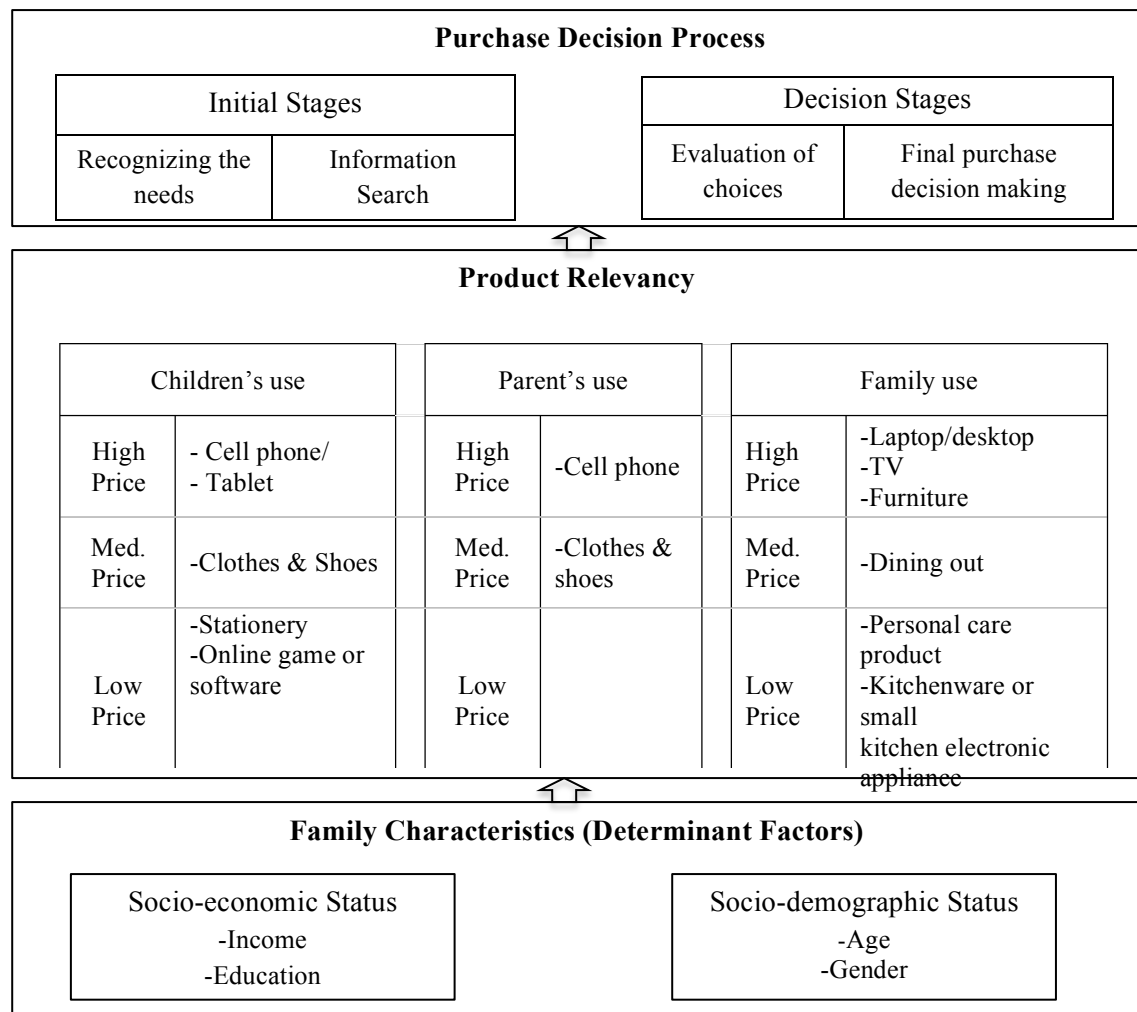 Purchase Decision Process
Initial Stages
Recognizing the
needs
Information
Search
Decision Stages
Evaluation of
choices
Final purchase
decision making
Product Relevancy
Children’s use
High
Price
- Cell phone/
- Tablet
Med.
Price
-Clothes & Shoes
Low
Price
-Stationery
-Online game or
software
Parent’s use
High
Price
-Cell phone
Med.
Price
-Clothes &
shoes
Low
Price
Family use
High
Price
-Laptop/desktop
-TV
-Furniture
Med.
Price
-Dining out
Low
Price
-Personal care
product
-Kitchenware or
small
kitchen electronic
appliance
Family Characteristics (Determinant Factors)
Socio-economic Status
-Income
-Education
Socio-demographic Status
-Age
-Gender